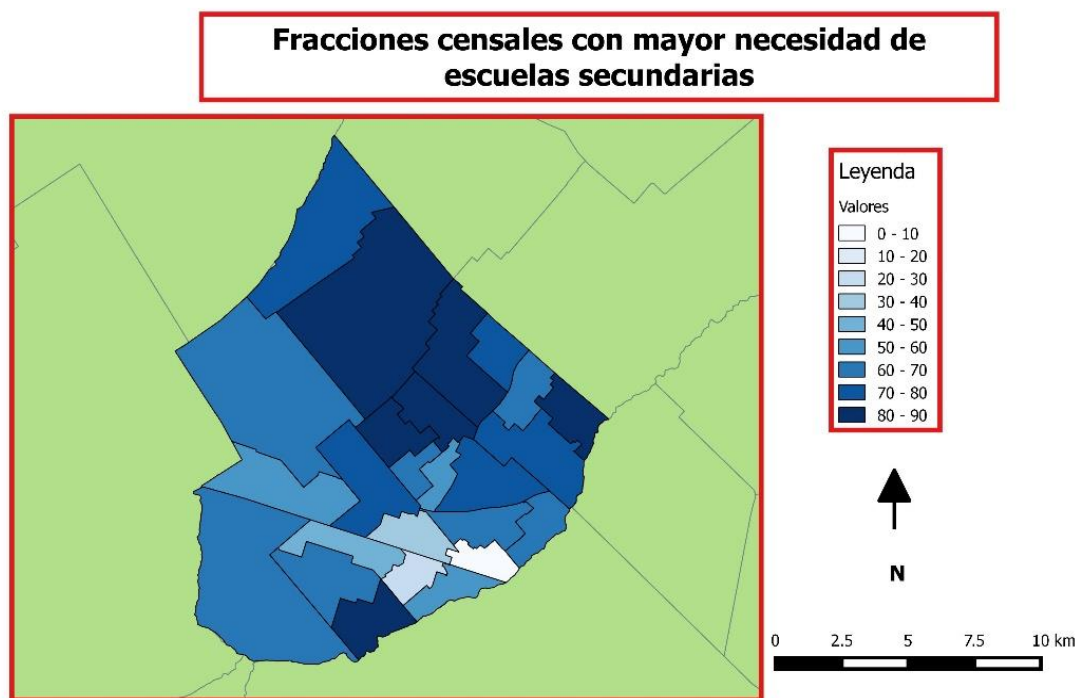 Fracciones censales con mayor necesidad de
escuelas secundarias
Leyenda
Valores
0 - 10
10 - 20
20 - 30
30 - 40
40 - 50
50 - 60
60 - 70
70 - 80
80 - 90
N
0 2.5 5 7.5 10 km